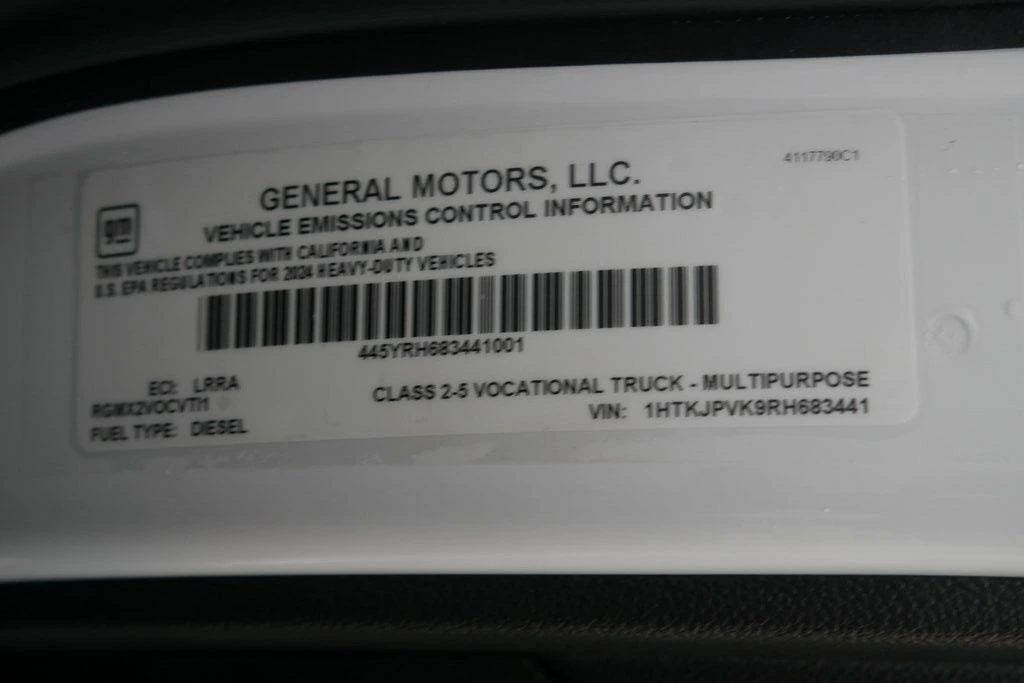 4117790C1
GENERAL MOTORS, LLC.
gm
VEHICLE EMISSIONS CONTROL INFORMATION
THIS VEHICLE COMPLIES WITH CALIFORNIA AND
U.S. EPA REGULATIONS FOR 2024 HEAVY-DUTY VEHICLES
445YRH683441001
ECI: LRRA
CLASS 2-5 VOCATIONAL TRUCK - MULTIPURPOSE
RGMX2VOCVTI1
VIN: 1HTKJPVK9RH683441
FUEL TYPE: DIESEL